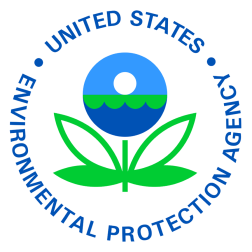 UNITED STATES
ENVIRONMENTAL PROTECTION AGENCY